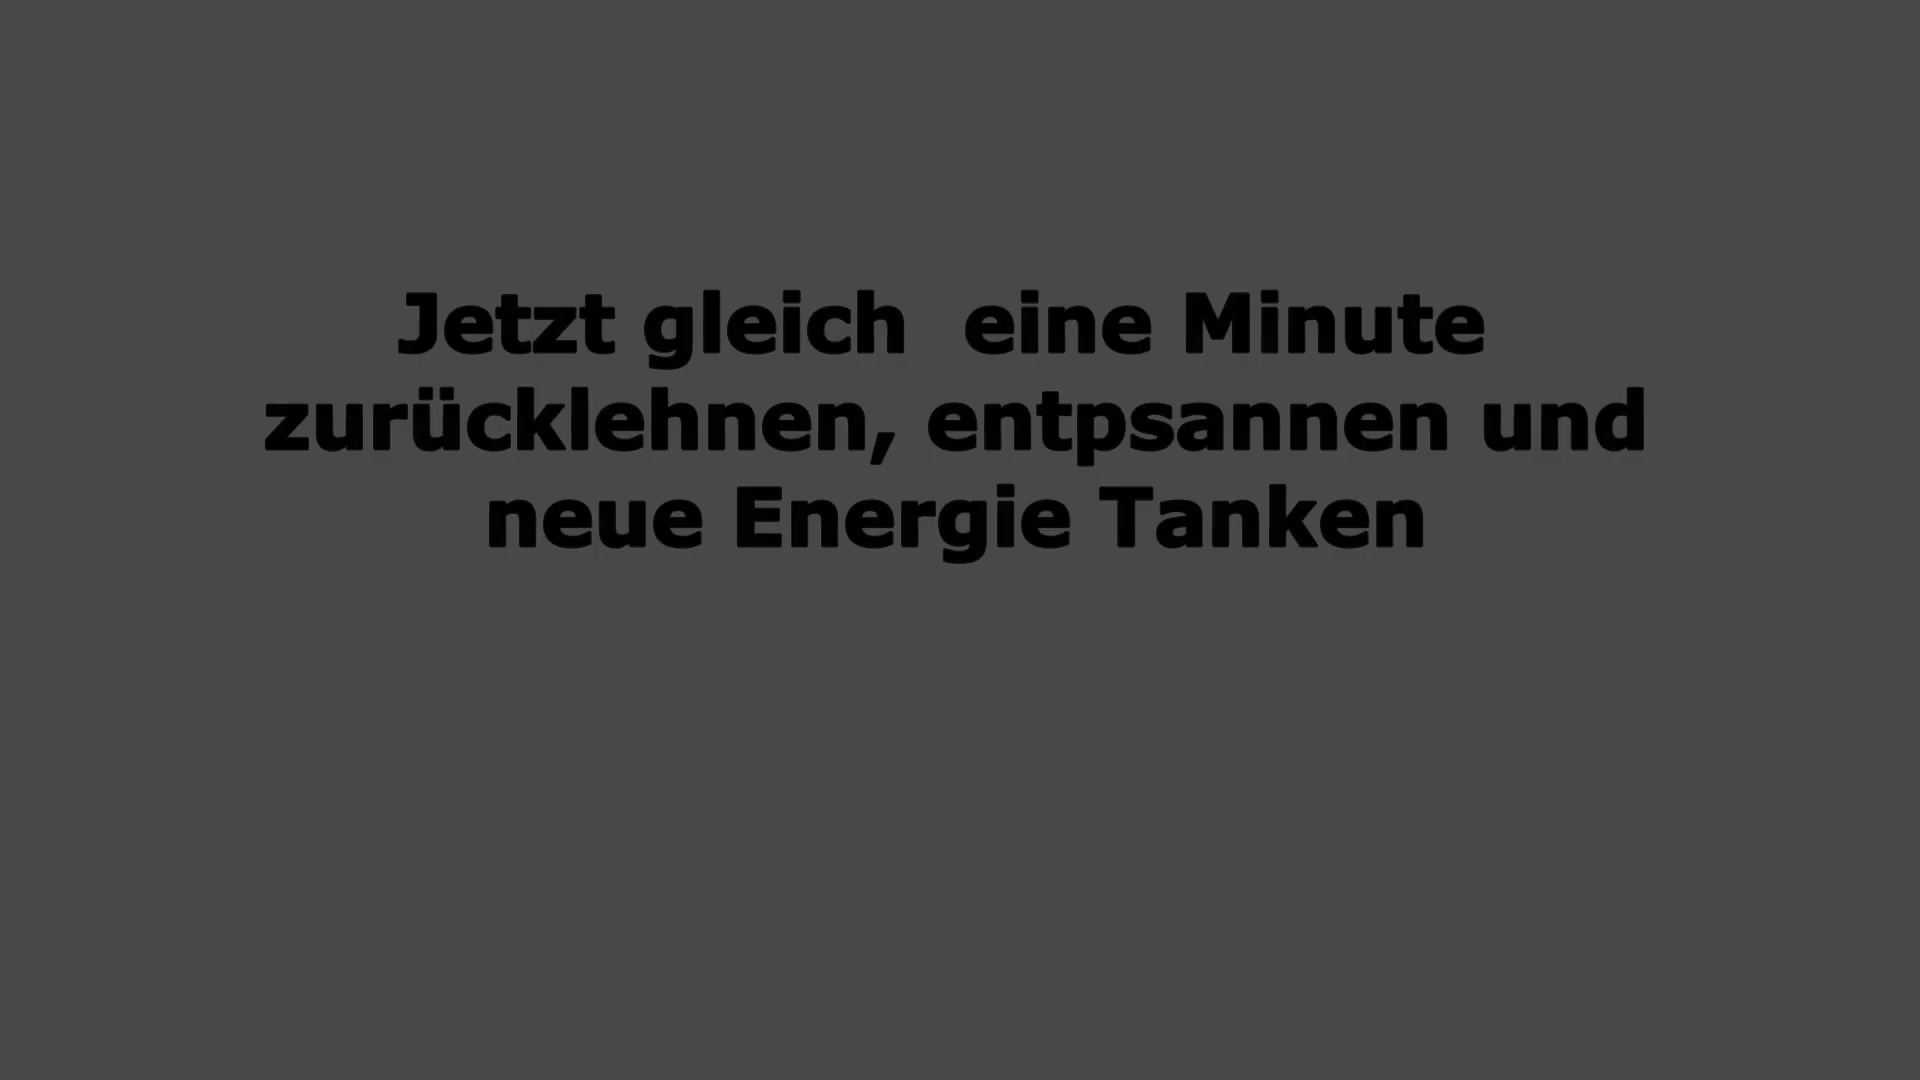 Jetzt gleich  eine Minute
zurücklehnen, entpsannen und
neue Energie Tanken